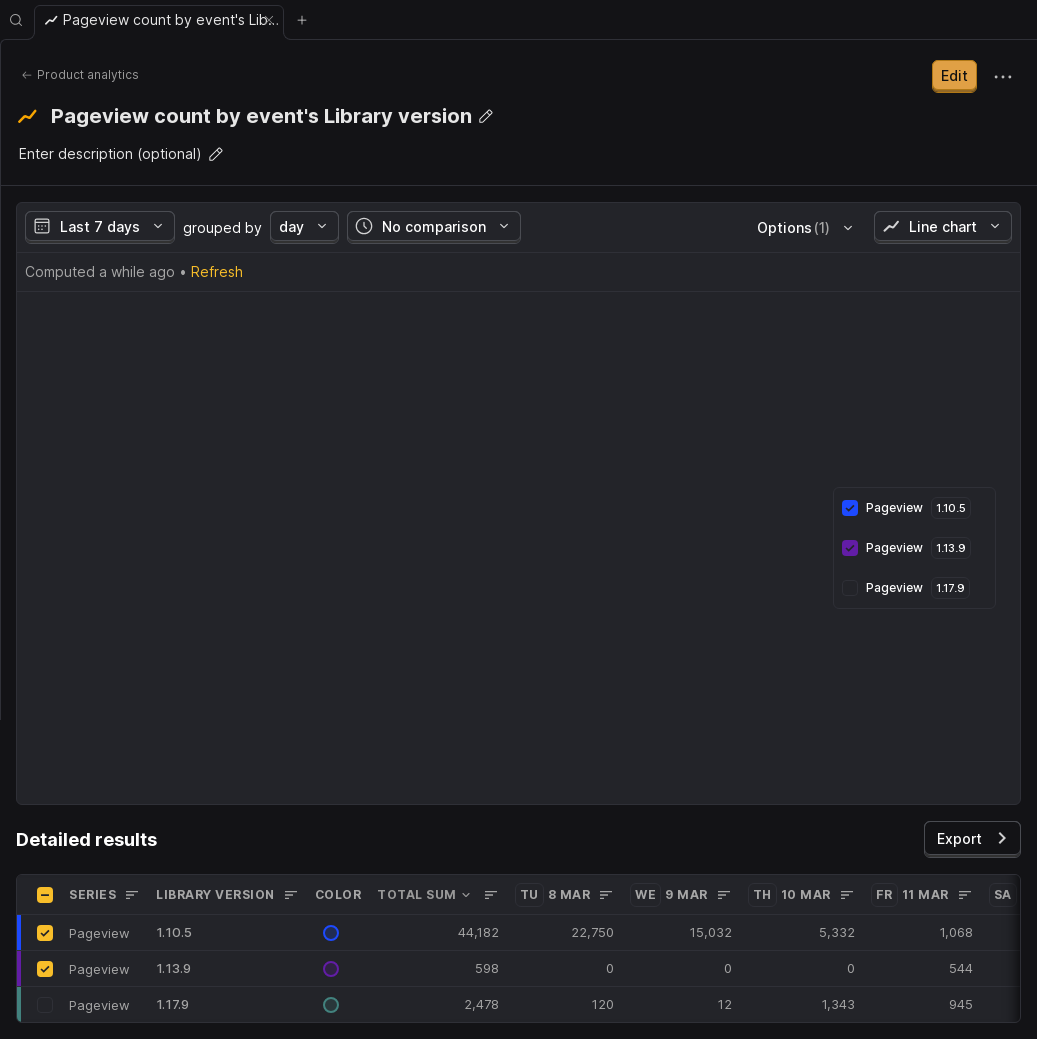 Pageview count by event's Lib...
Product analytics
Edit
Pageview count by event's Library version
Enter description (optional)
Last 7 days grouped by day No comparison Options (1) Line chart
Computed a while ago • Refresh
Pageview 1.10.5
Pageview 1.13.9
Pageview 1.17.9
Detailed results Export
SERIES LIBRARY VERSION COLOR TOTAL SUM TU 8 MAR WE 9 MAR TH 10 MAR FR 11 MAR SA
Pageview 1.10.5 44,182 22,750 15,032 5,332 1,068
Pageview 1.13.9 598 0 0 0 544
Pageview 1.17.9 2,478 120 12 1,343 945